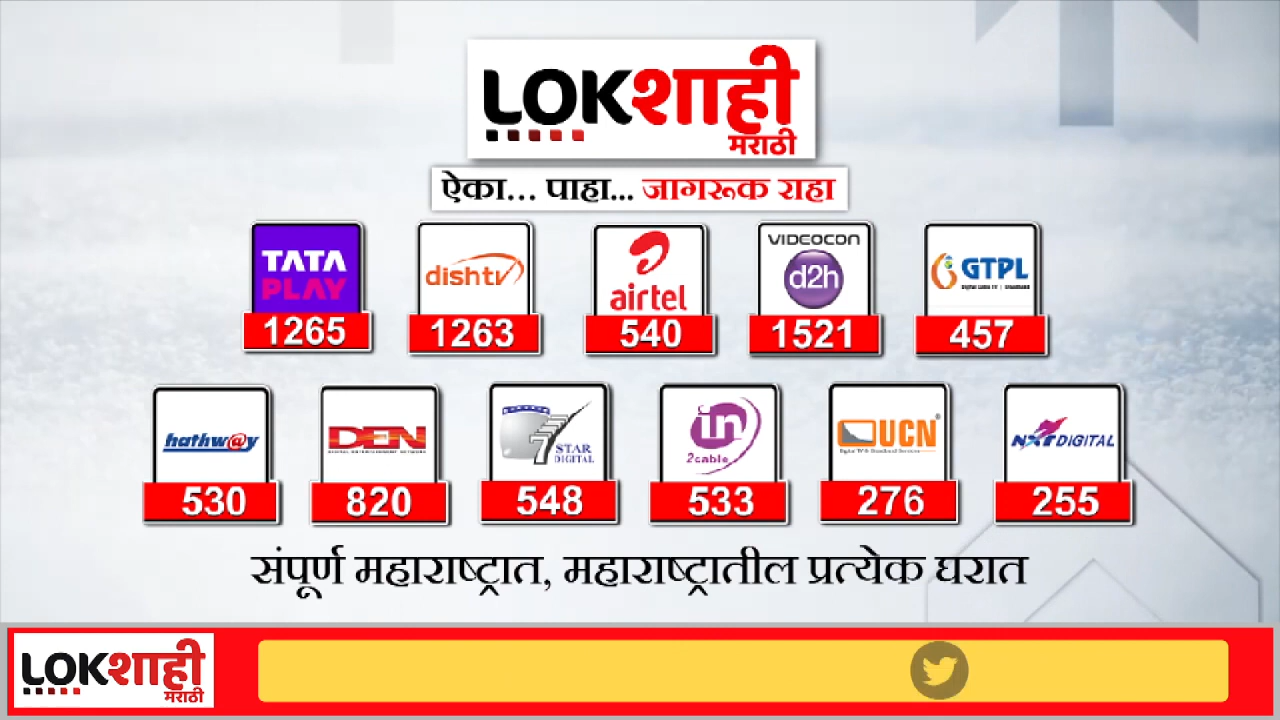 LOKशाही
मराठी
ऐका... पाहा... जागरूक राहा
TATA PLAY
dishtv
airtel
VIDEOCON d2h
GTPL
1265
1263
540
1521
457
hathw@y
DEN
7 STAR DIGITAL
in 2cable
UCN
NXT DIGITAL
530
820
548
533
276
255
संपूर्ण महाराष्ट्रात, महाराष्ट्रातील प्रत्येक घरात
LOKशाही
मराठी